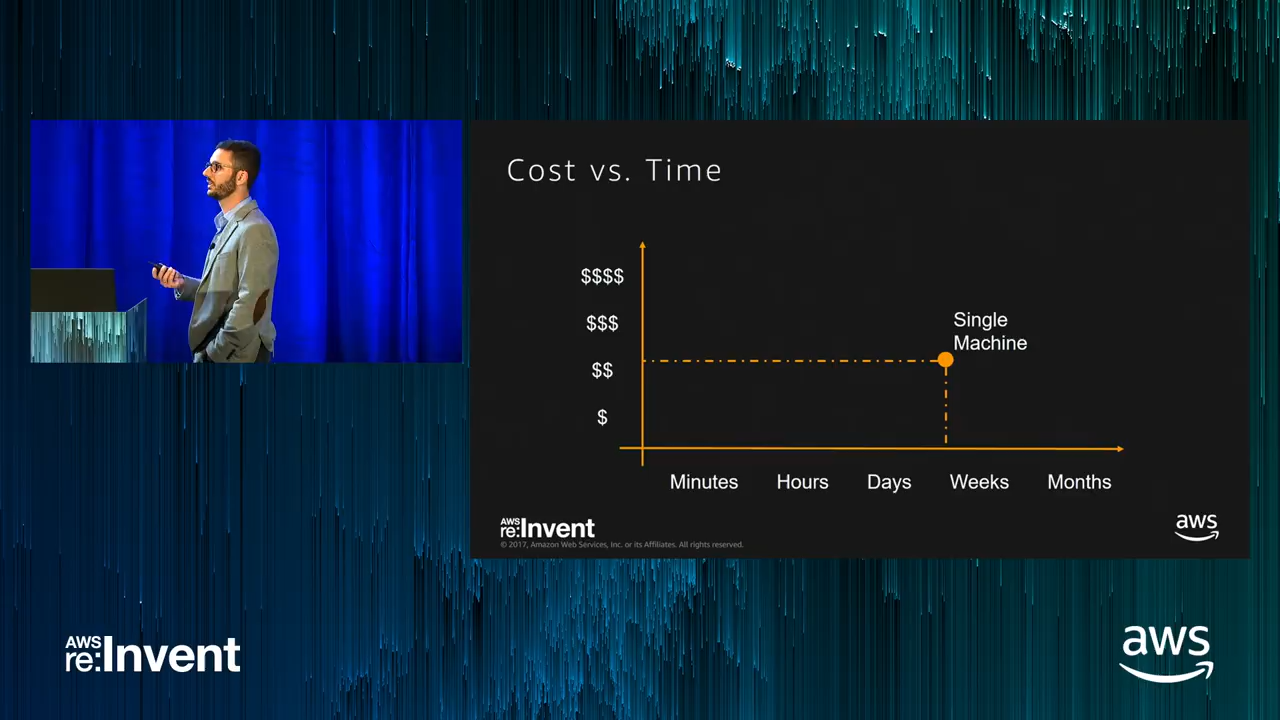 Cost vs. Time
$$$$
$$$
$$
$
Single
Machine
Minutes Hours Days Weeks Months
AWS
re:Invent
© 2017, Amazon Web Services, Inc. or its Affiliates. All rights reserved.
aws
AWS
re:Invent
aws